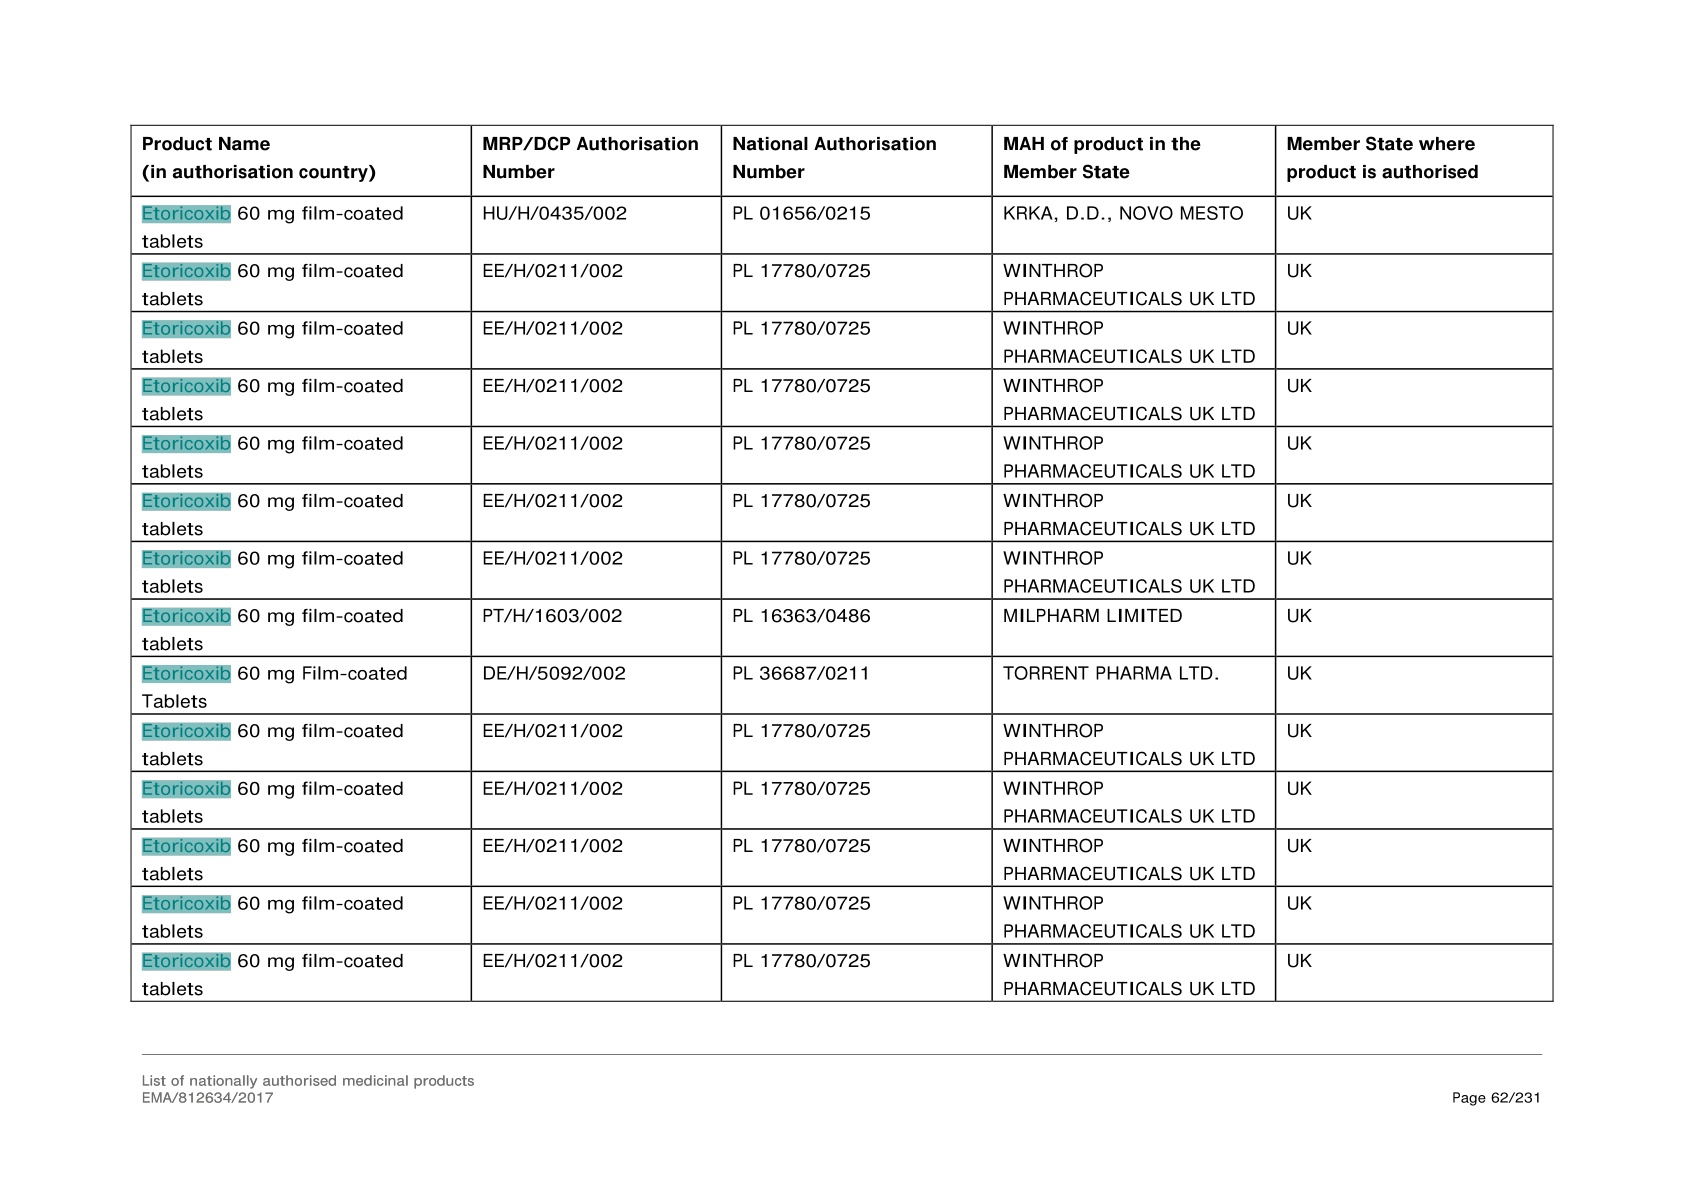 Product Name MRP/DCP Authorisation National Authorisation MAH of product in the Member State where
(in authorisation country) Number Number Member State product is authorised
Etoricoxib 60 mg film-coated HU/H/0435/002 PL 01656/0215 KRKA, D.D., NOVO MESTO UK
tablets
Etoricoxib 60 mg film-coated EE/H/0211/002 PL 17780/0725 WINTHROP UK
tablets PHARMACEUTICALS UK LTD
Etoricoxib 60 mg film-coated EE/H/0211/002 PL 17780/0725 WINTHROP UK
tablets PHARMACEUTICALS UK LTD
Etoricoxib 60 mg film-coated EE/H/0211/002 PL 17780/0725 WINTHROP UK
tablets PHARMACEUTICALS UK LTD
Etoricoxib 60 mg film-coated EE/H/0211/002 PL 17780/0725 WINTHROP UK
tablets PHARMACEUTICALS UK LTD
Etoricoxib 60 mg film-coated EE/H/0211/002 PL 17780/0725 WINTHROP UK
tablets PHARMACEUTICALS UK LTD
Etoricoxib 60 mg film-coated EE/H/0211/002 PL 17780/0725 WINTHROP UK
tablets PHARMACEUTICALS UK LTD
Etoricoxib 60 mg film-coated PT/H/1603/002 PL 16363/0486 MILPHARM LIMITED UK
tablets
Etoricoxib 60 mg Film-coated DE/H/5092/002 PL 36687/0211 TORRENT PHARMA LTD. UK
Tablets
Etoricoxib 60 mg film-coated EE/H/0211/002 PL 17780/0725 WINTHROP UK
tablets PHARMACEUTICALS UK LTD
Etoricoxib 60 mg film-coated EE/H/0211/002 PL 17780/0725 WINTHROP UK
tablets PHARMACEUTICALS UK LTD
Etoricoxib 60 mg film-coated EE/H/0211/002 PL 17780/0725 WINTHROP UK
tablets PHARMACEUTICALS UK LTD
Etoricoxib 60 mg film-coated EE/H/0211/002 PL 17780/0725 WINTHROP UK
tablets PHARMACEUTICALS UK LTD
Etoricoxib 60 mg film-coated EE/H/0211/002 PL 17780/0725 WINTHROP UK
tablets PHARMACEUTICALS UK LTD
List of nationally authorised medicinal products
EMA/812634/2017 Page 62/231